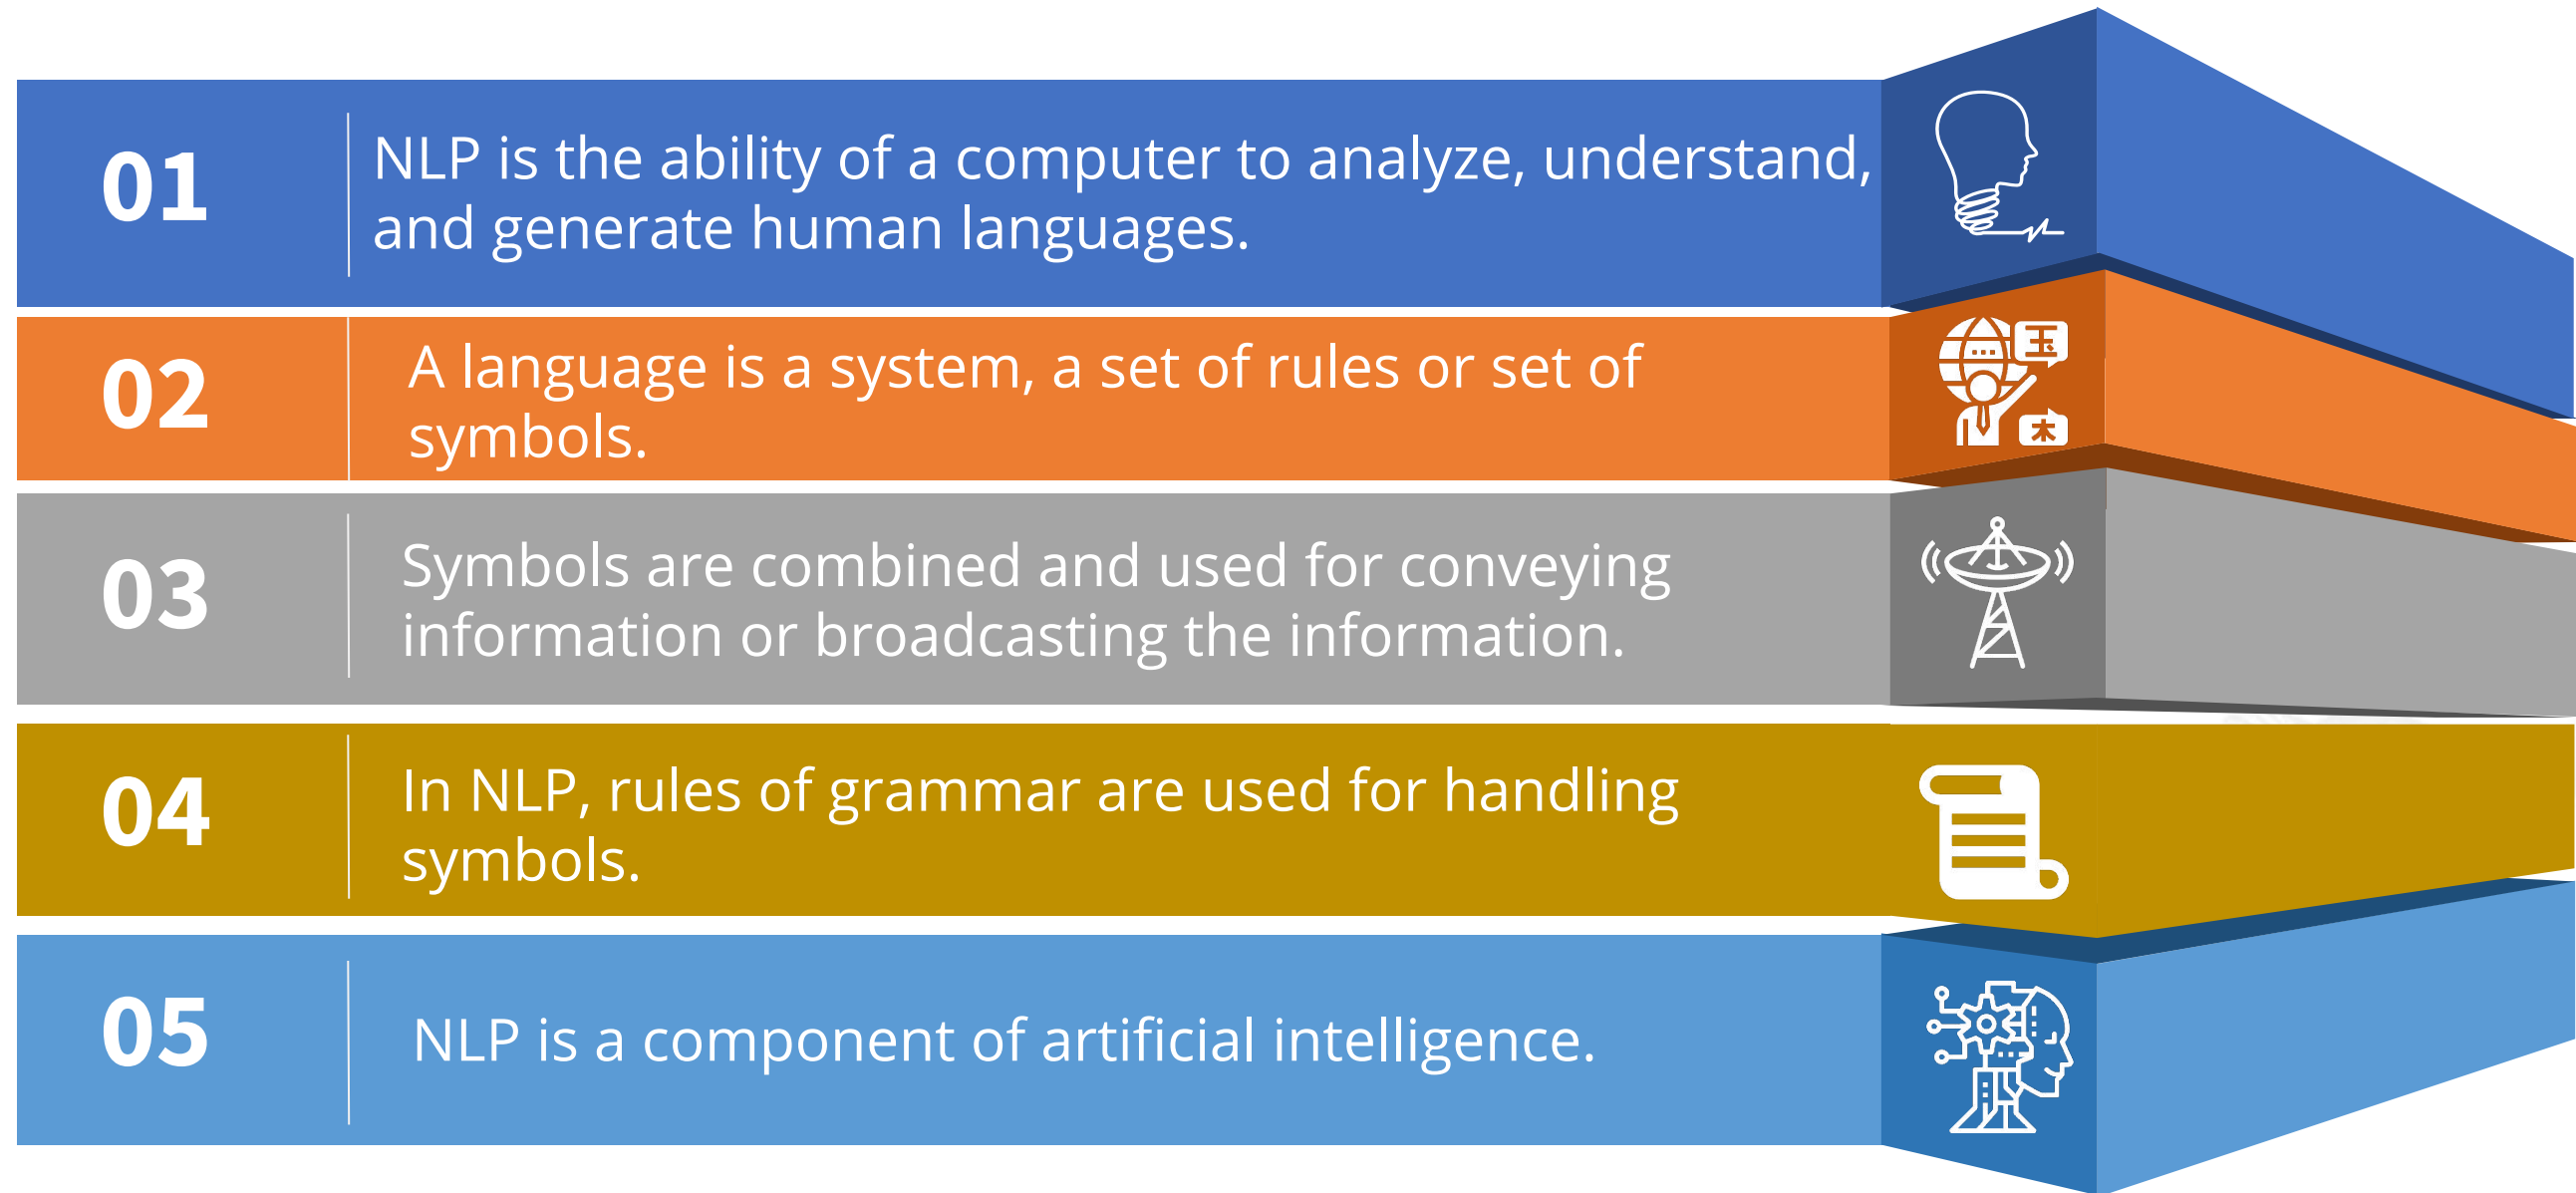 01
NLP is the ability of a computer to analyze, understand,
and generate human languages.
02
A language is a system, a set of rules or set of
symbols.
玉
木
03
Symbols are combined and used for conveying
information or broadcasting the information.
04
In NLP, rules of grammar are used for handling
symbols.
05
NLP is a component of artificial intelligence.